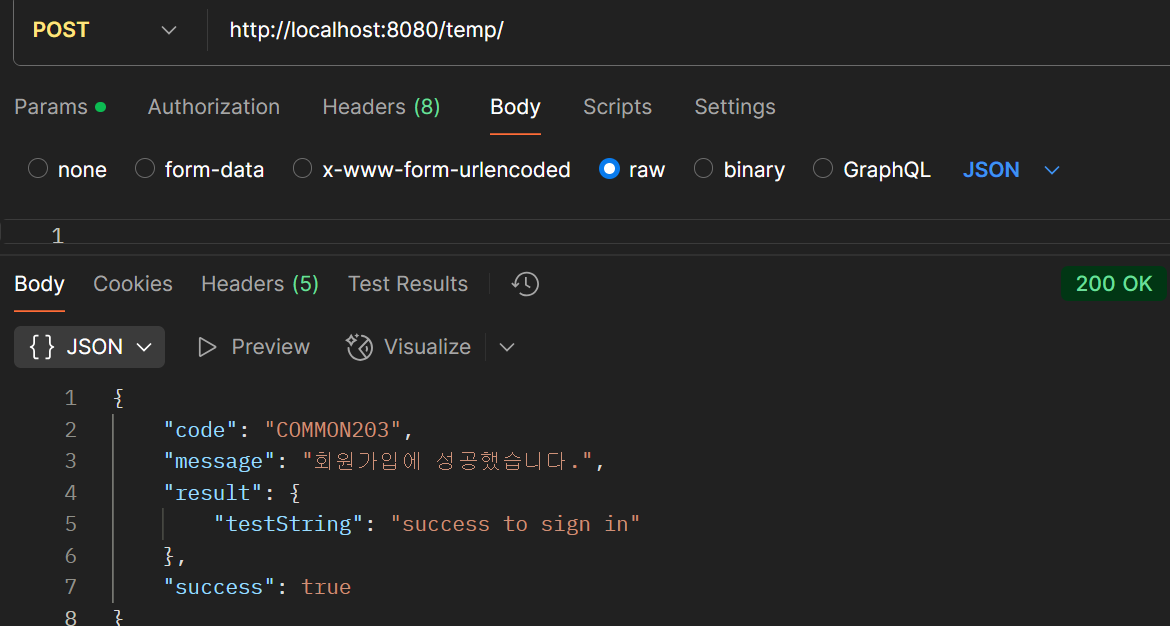 POST http://localhost:8080/temp/
Params Authorization Headers (8) Body Scripts Settings
none form-data x-www-form-urlencoded raw binary GraphQL JSON
1
Body Cookies Headers (5) Test Results 200 OK
{} JSON Preview Visualize
1 {
2 "code": "COMMON203",
3 "message": "회원가입에 성공했습니다.",
4 "result": {
5 "testString": "success to sign in"
6 },
7 "success": true
8 }